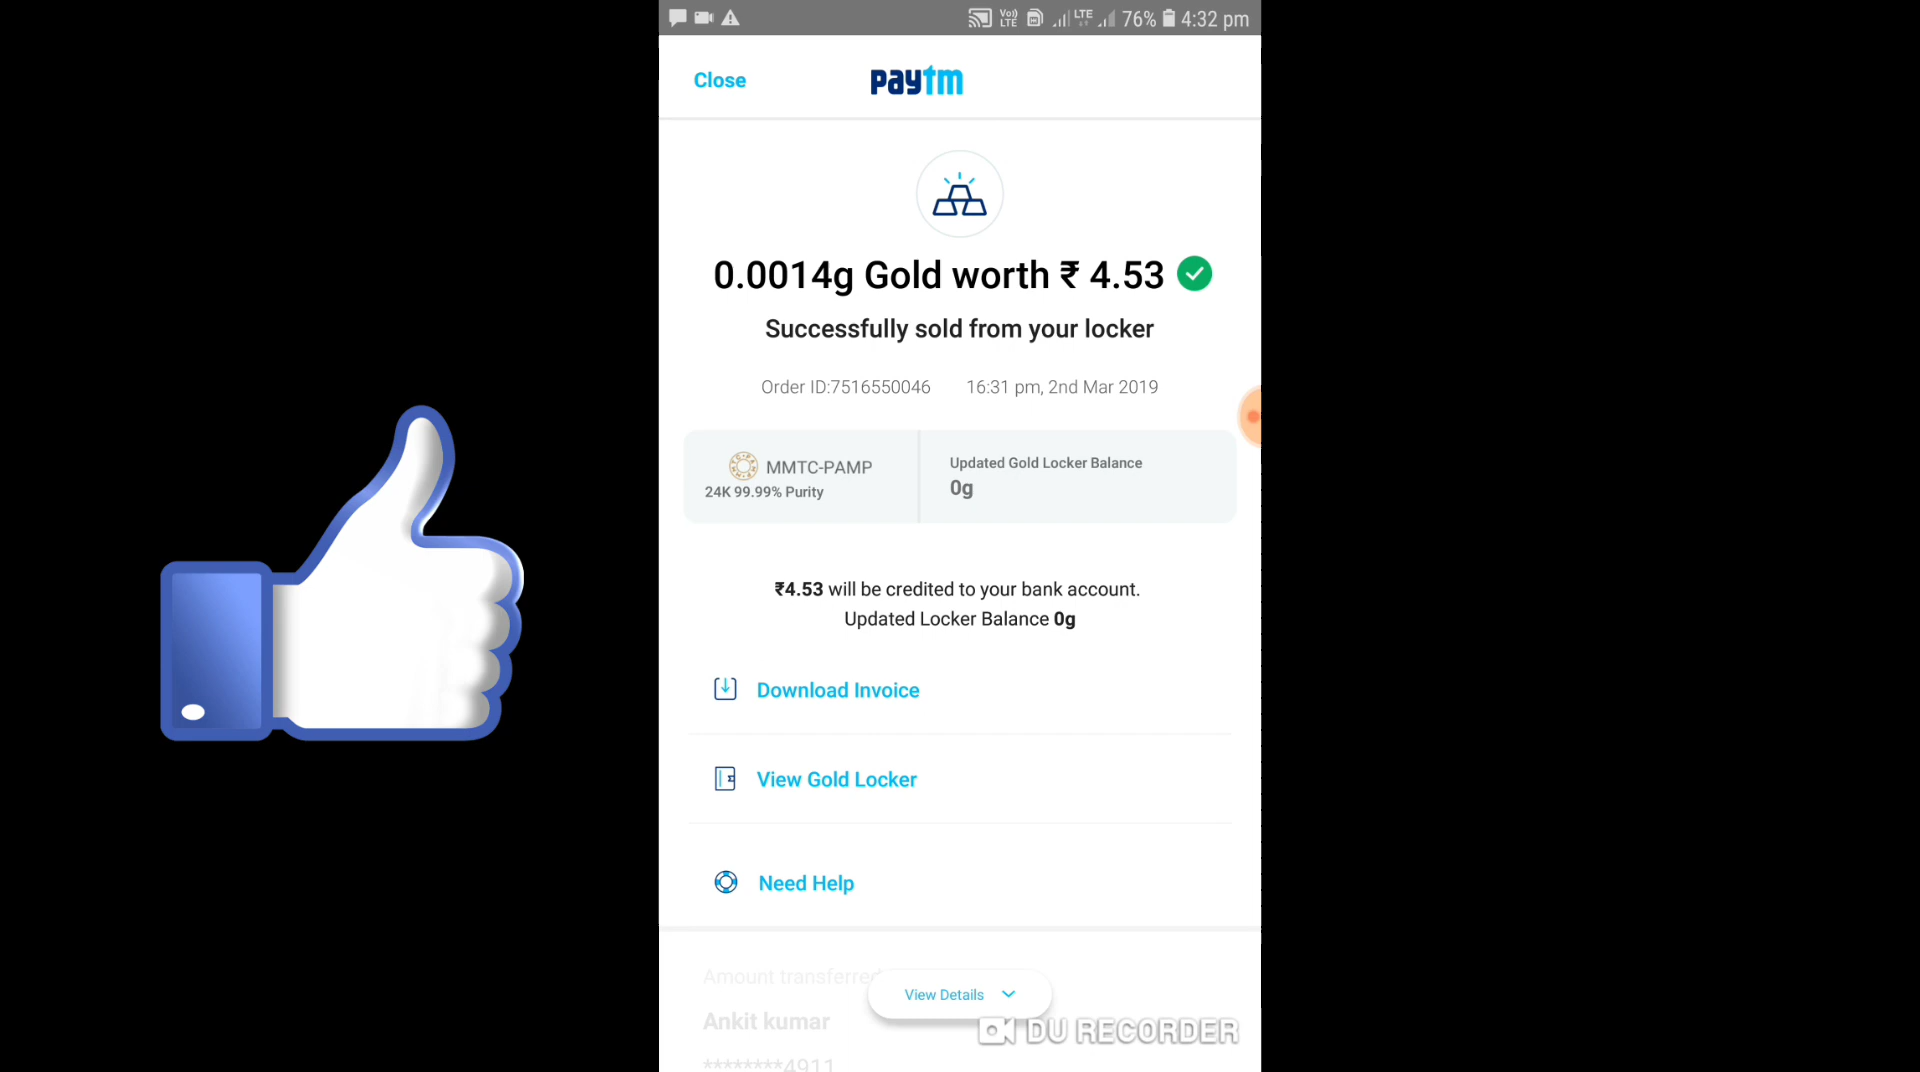 Vo) LTE LTE 76% 4:32 pm
Close
paytm
0.0014g Gold worth ₹ 4.53
Successfully sold from your locker
Order ID:7516550046 16:31 pm, 2nd Mar 2019
MMTC-PAMP
24K 99.99% Purity
Updated Gold Locker Balance
0g
₹4.53 will be credited to your bank account.
Updated Locker Balance 0g
Download Invoice
View Gold Locker
Need Help
Amount transferred
View Details
Ankit kumar
DU RECORDER
********4911